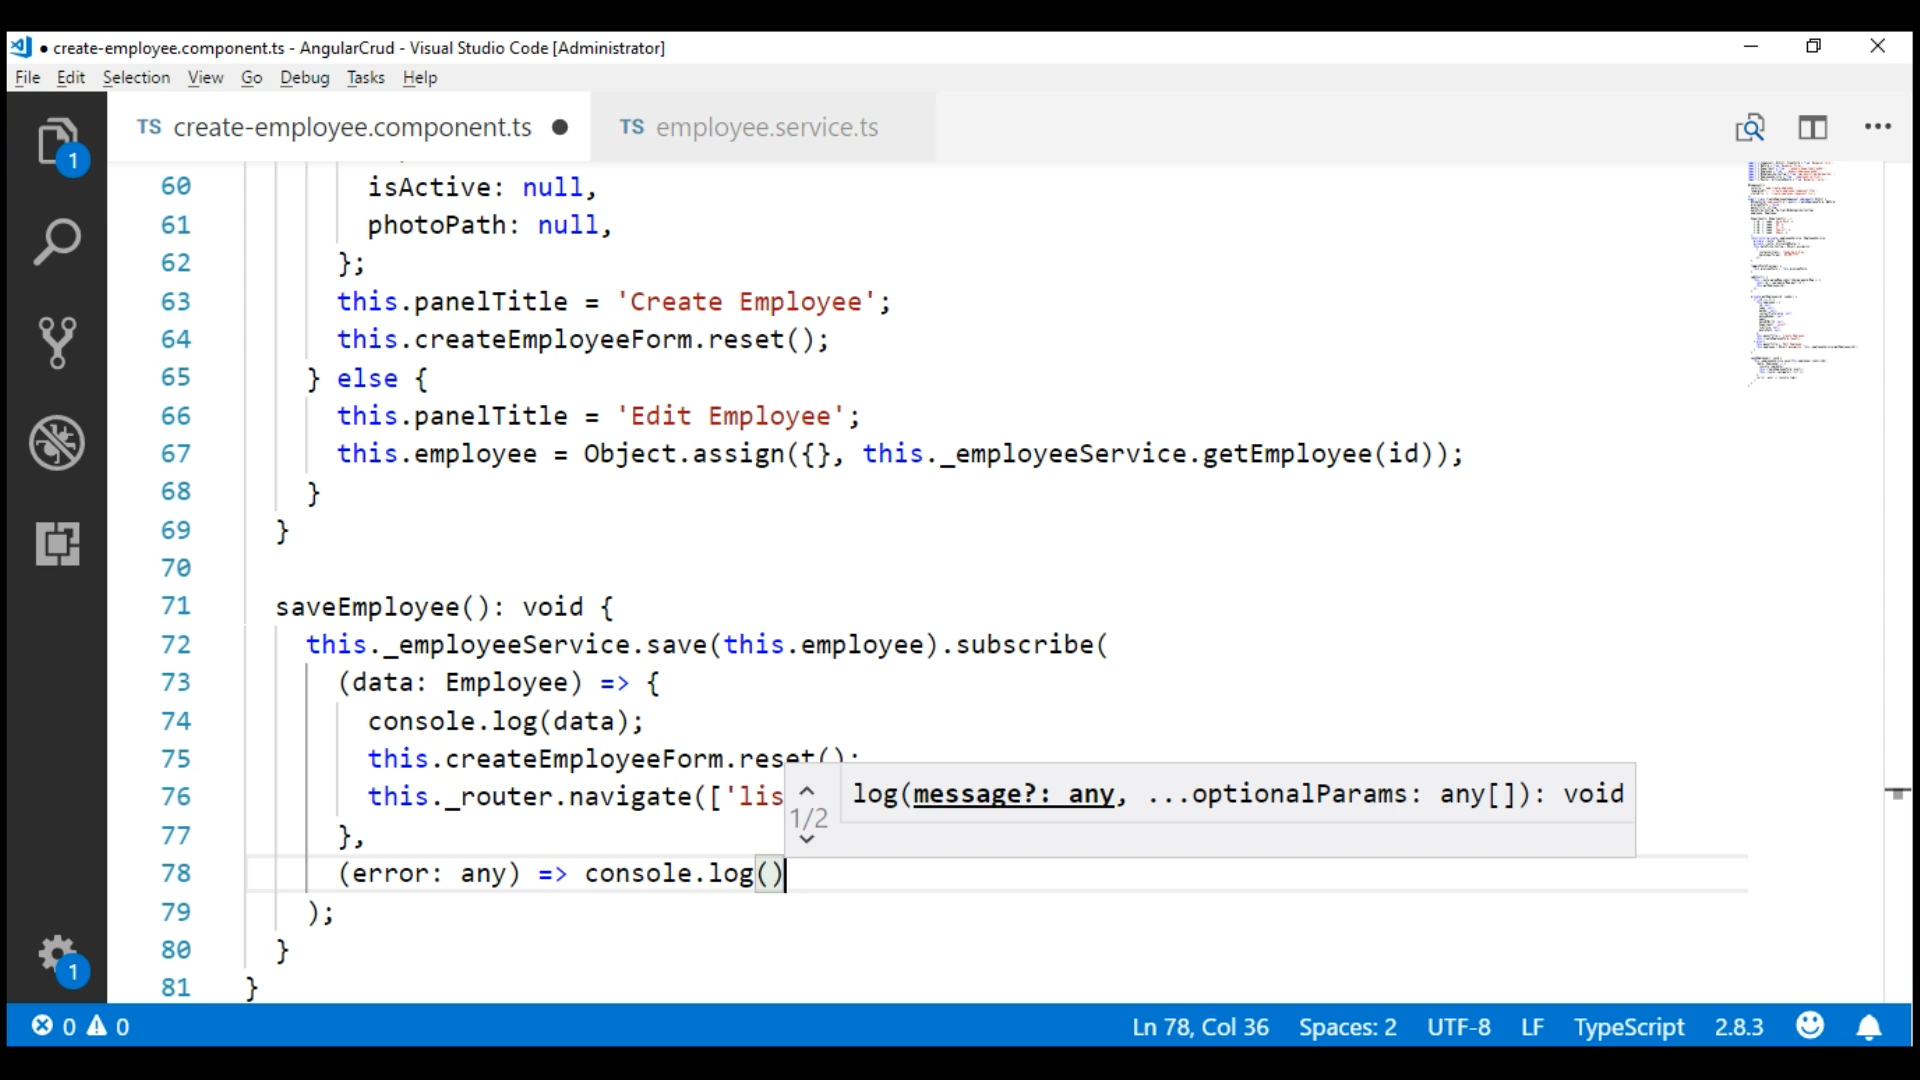 create-employee.component.ts - AngularCrud - Visual Studio Code [Administrator]
File Edit Selection View Go Debug Tasks Help
TS create-employee.component.ts TS employee.service.ts
1
60 isActive: null,
61 photoPath: null,
62 };
63 this.panelTitle = 'Create Employee';
64 this.createEmployeeForm.reset();
65 } else {
66 this.panelTitle = 'Edit Employee';
67 this.employee = Object.assign({}, this._employeeService.getEmployee(id));
68 }
69 }
70
71 saveEmployee(): void {
72 this._employeeService.save(this.employee).subscribe(
73 (data: Employee) => {
74 console.log(data);
75 this.createEmployeeForm.reset();
76 this._router.navigate(['lis
1/2 log(message?: any, ...optionalParams: any[]): void
77 },
78 (error: any) => console.log()
79 );
80 }
1
81 }
0 0 Ln 78, Col 36 Spaces: 2 UTF-8 LF TypeScript 2.8.3